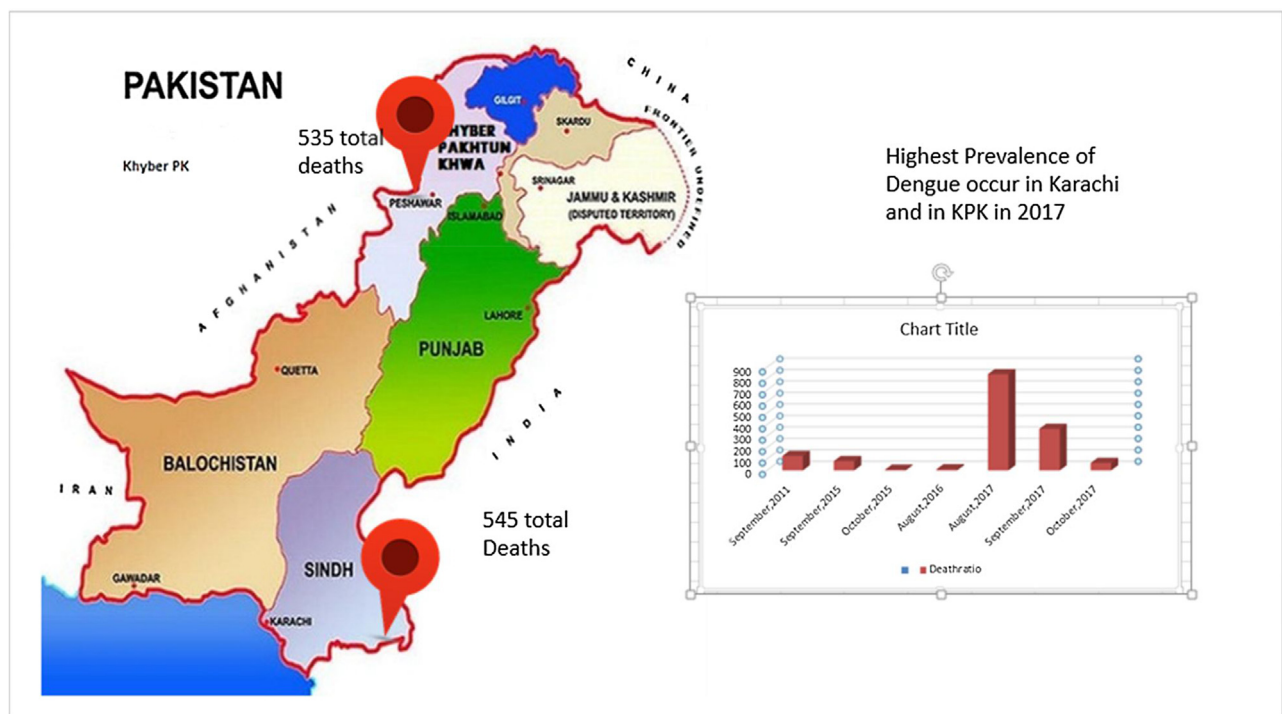 PAKISTAN
Khyber PK
535 total
deaths
HYBER
PAKHTUN
KHWA
GILGIT
SKARDU
CHINA
FRONTIER UNDEFINED
SRINAGAR
JAMMU & KASHMIR
(DISPUTED TERRITORY)
PESHAWAR
ISLAMABAD
AFGHANISTAN
LAHORE
PUNJAB
QUETTA
INDIA
BALOCHISTAN
IRAN
545 total
Deaths
SINDH
GAWADAR
KARACHI
Highest Prevalence of
Dengue occur in Karachi
and in KPK in 2017
Chart Title
900
800
700
600
500
400
300
200
100
0
September,2011
September,2015
October,2015
August,2016
August,2017
September,2017
October,2017
Deathratio